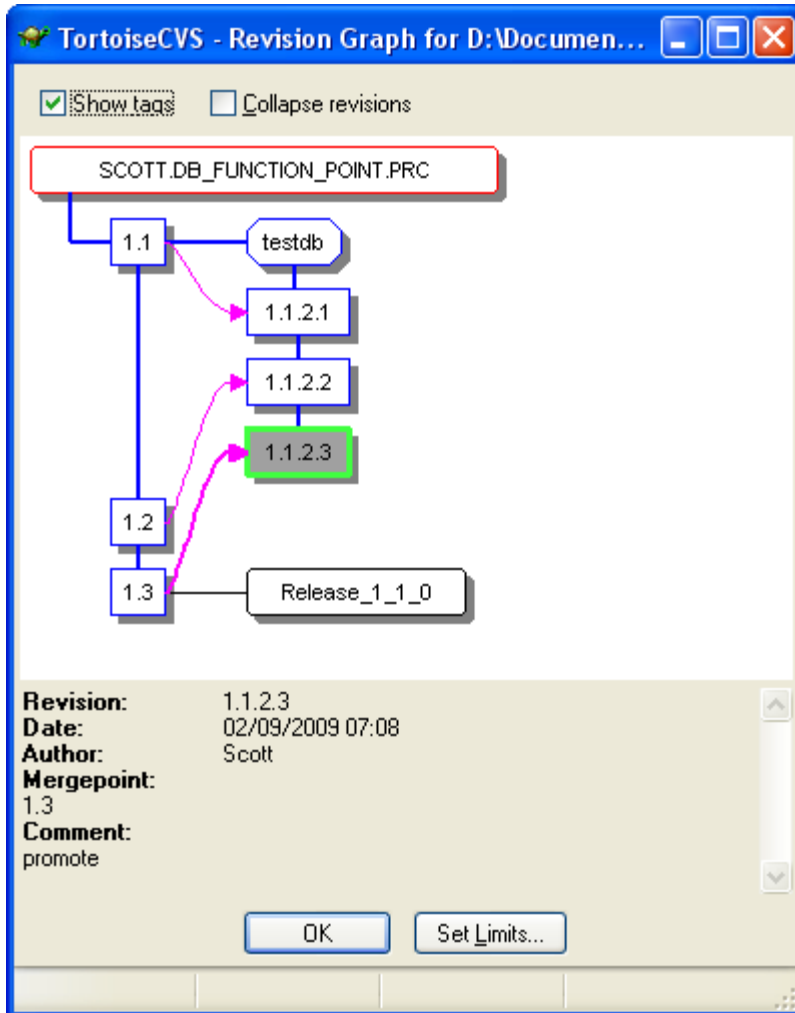 TortoiseCVS - Revision Graph for D:\Documen...
Show tags Collapse revisions
SCOTT.DB_FUNCTION_POINT.PRC
1.1 testdb
1.1.2.1
1.1.2.2
1.1.2.3
1.2
1.3 Release_1_1_0
Revision: 1.1.2.3
Date: 02/09/2009 07:08
Author: Scott
Mergepoint:
1.3
Comment:
promote
OK Set Limits...